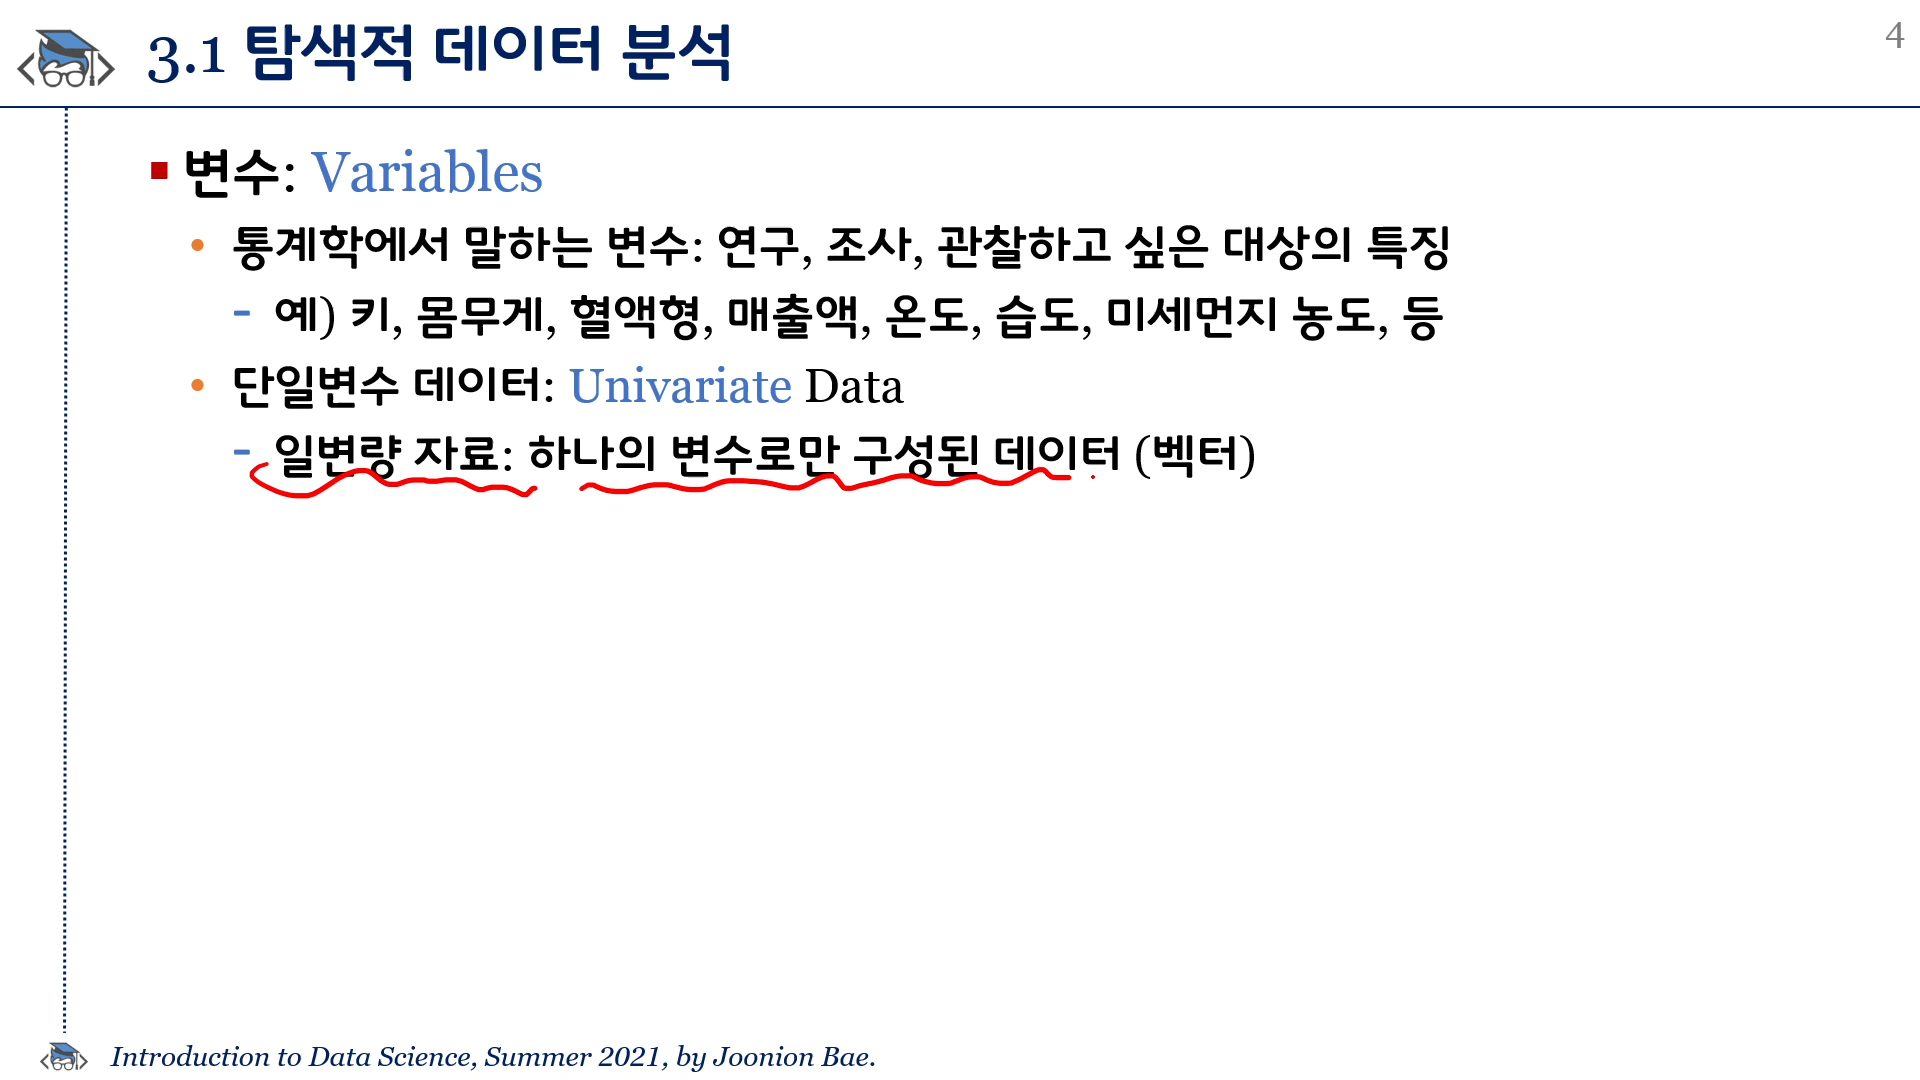 3.1 탐색적 데이터 분석
4
변수: Variables
통계학에서 말하는 변수: 연구, 조사, 관찰하고 싶은 대상의 특징
예) 키, 몸무게, 혈액형, 매출액, 온도, 습도, 미세먼지 농도, 등
단일변수 데이터: Univariate Data
일변량 자료: 하나의 변수로만 구성된 데이터 (벡터)
Introduction to Data Science, Summer 2021, by Joonion Bae.